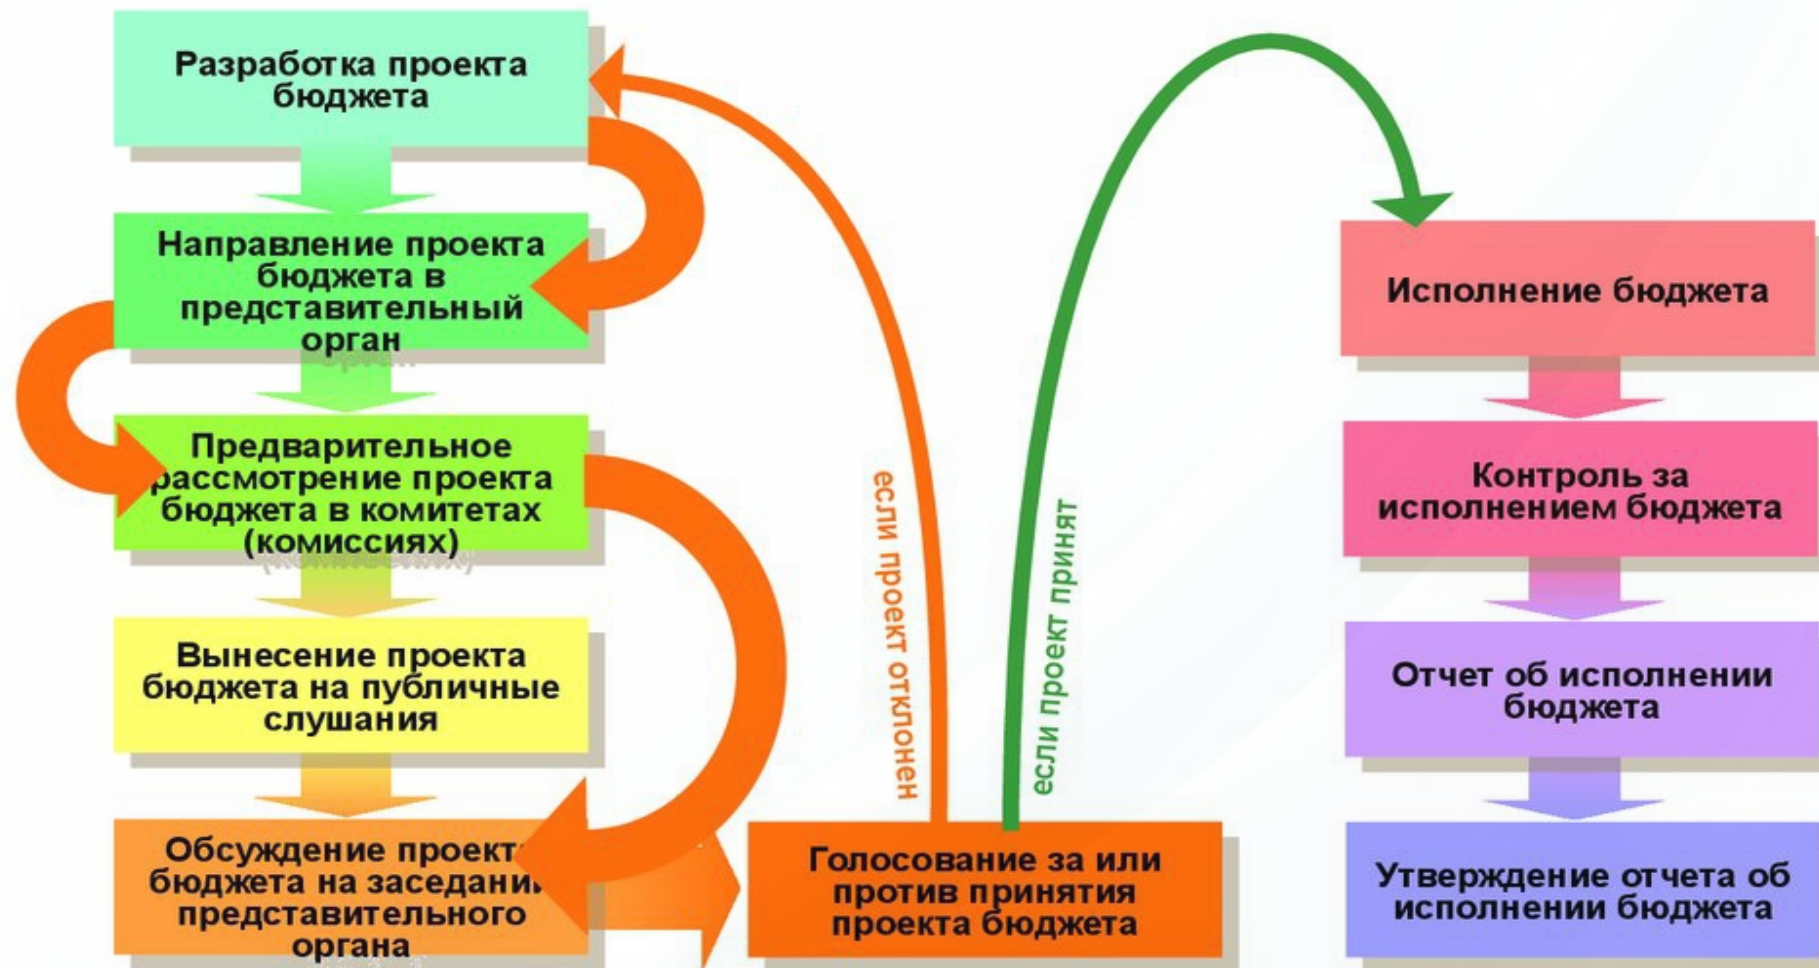 Разработка проекта
бюджета
Направление проекта
бюджета в
представительный
орган
Предварительное
рассмотрение проекта
бюджета в комитетах
(комиссиях)
Вынесение проекта
бюджета на публичные
слушания
Обсуждение проекта
бюджета на заседании
представительного
органа
если проект отклонен
если проект принят
Голосование за или
против принятия
проекта бюджета
Исполнение бюджета
Контроль за
исполнением бюджета
Отчет об исполнении
бюджета
Утверждение отчета об
исполнении бюджета